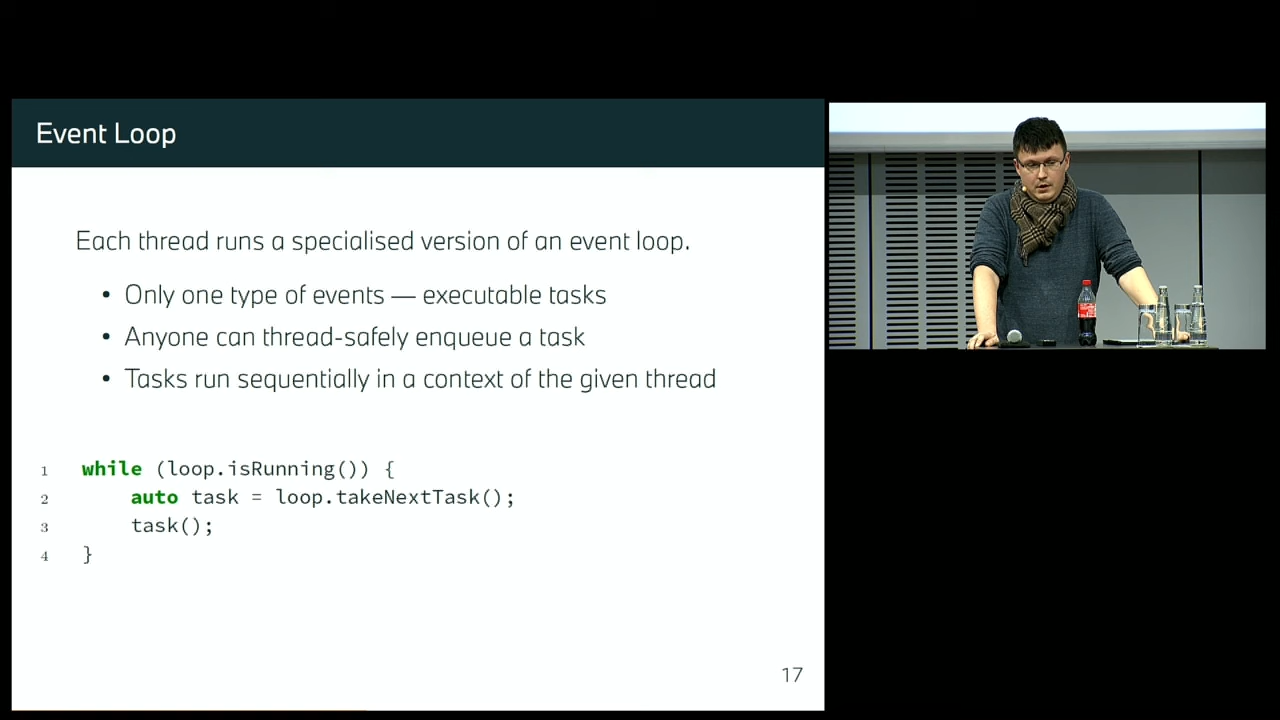 Event Loop
Each thread runs a specialised version of an event loop.
• Only one type of events — executable tasks
• Anyone can thread-safely enqueue a task
• Tasks run sequentially in a context of the given thread
1 while (loop.isRunning()) {
2 auto task = loop.takeNextTask();
3 task();
4 }
17